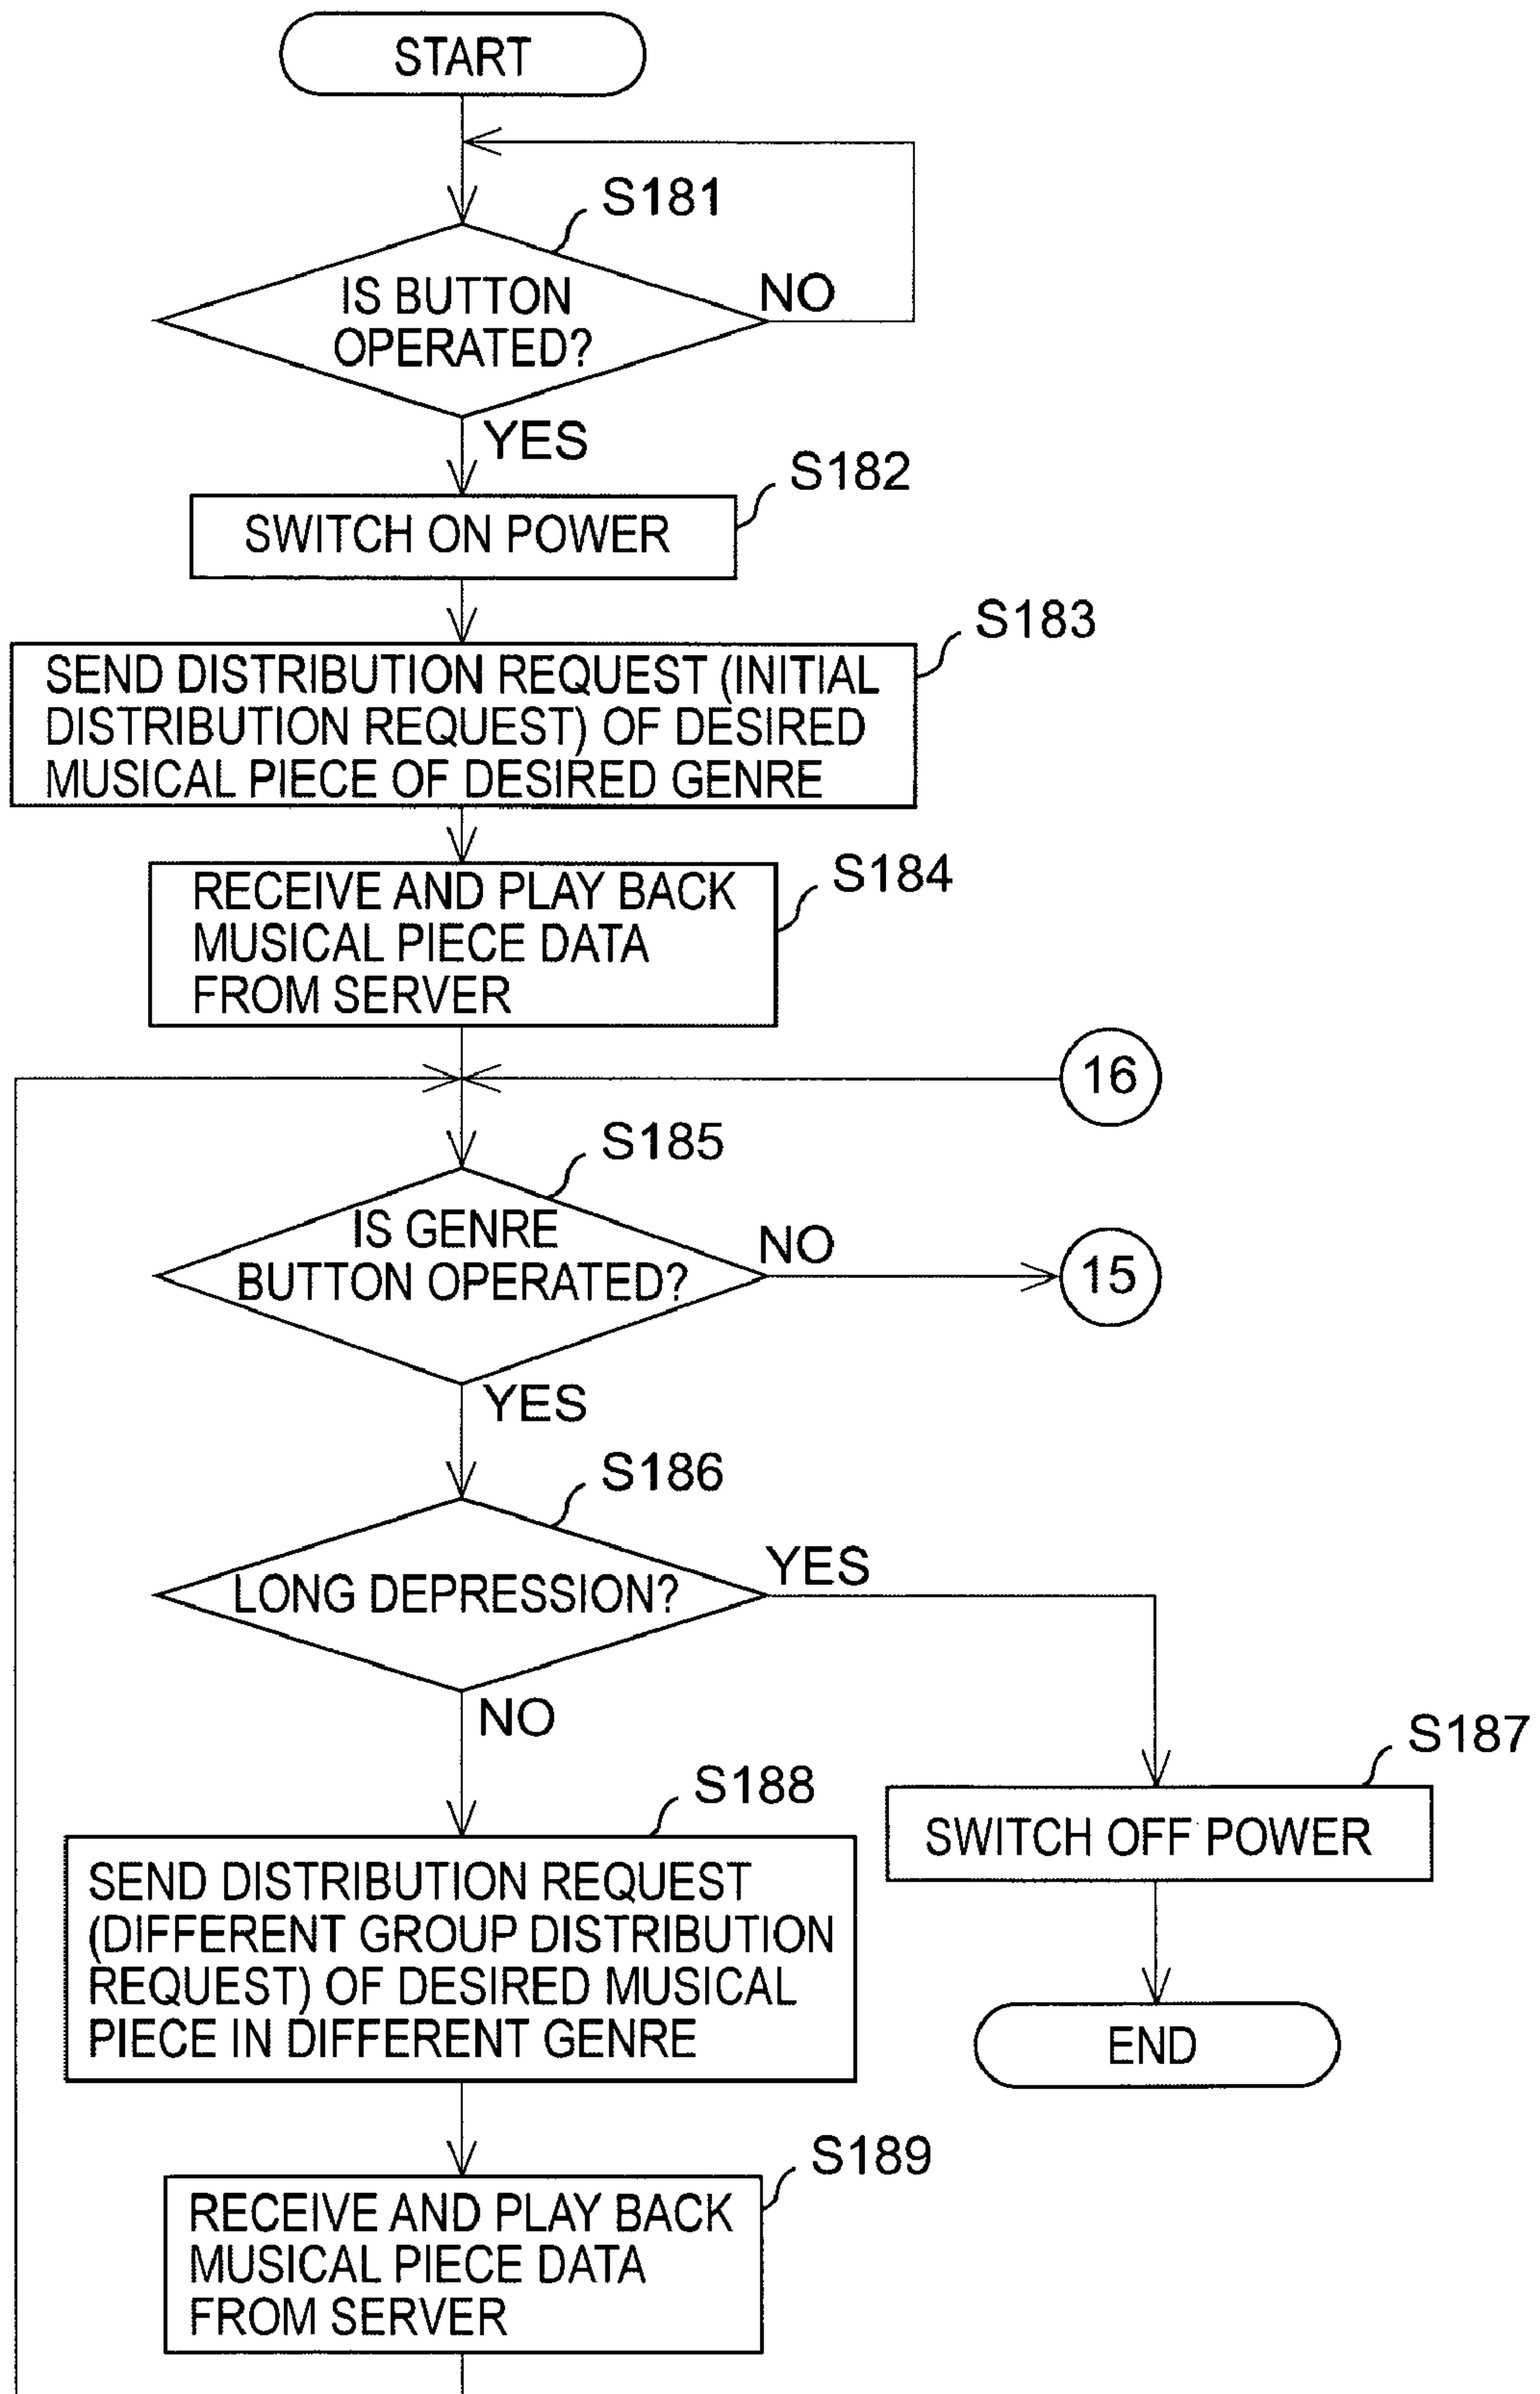 START
S181
IS BUTTON
OPERATED?
NO
YES
S182
SWITCH ON POWER
S183
SEND DISTRIBUTION REQUEST (INITIAL
DISTRIBUTION REQUEST) OF DESIRED
MUSICAL PIECE OF DESIRED GENRE
S184
RECEIVE AND PLAY BACK
MUSICAL PIECE DATA
FROM SERVER
16
S185
IS GENRE
BUTTON OPERATED?
NO
15
YES
S186
LONG DEPRESSION?
YES
NO
S187
SWITCH OFF POWER
END
S188
SEND DISTRIBUTION REQUEST
(DIFFERENT GROUP DISTRIBUTION
REQUEST) OF DESIRED MUSICAL
PIECE IN DIFFERENT GENRE
S189
RECEIVE AND PLAY BACK
MUSICAL PIECE DATA
FROM SERVER